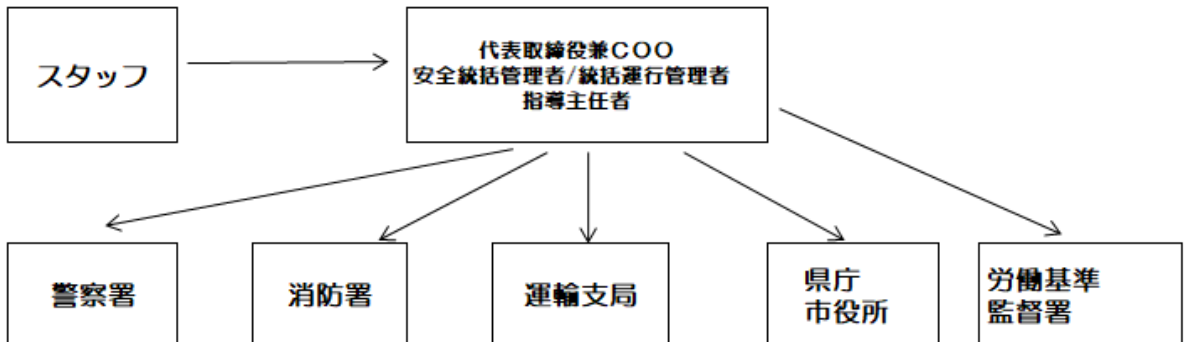 スタッフ
代表取締役兼COO
安全統括管理者/統括運行管理者
指導主任者
警察署
消防署
運輸支局
県庁
市役所
労働基準
監督署